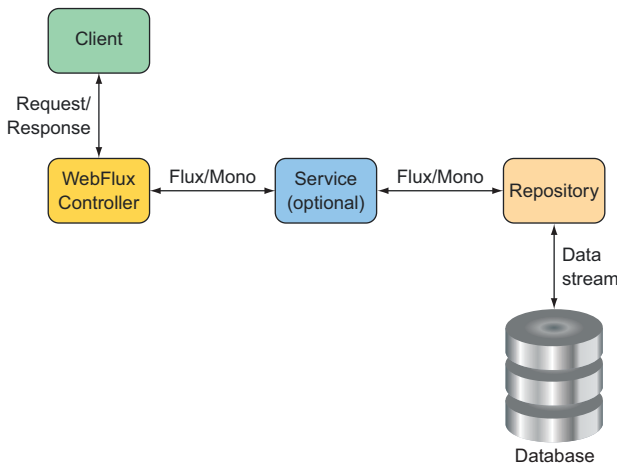 Client
Request/
Response
WebFlux
Controller
Flux/Mono
Service
(optional)
Flux/Mono
Repository
Data
stream
Database